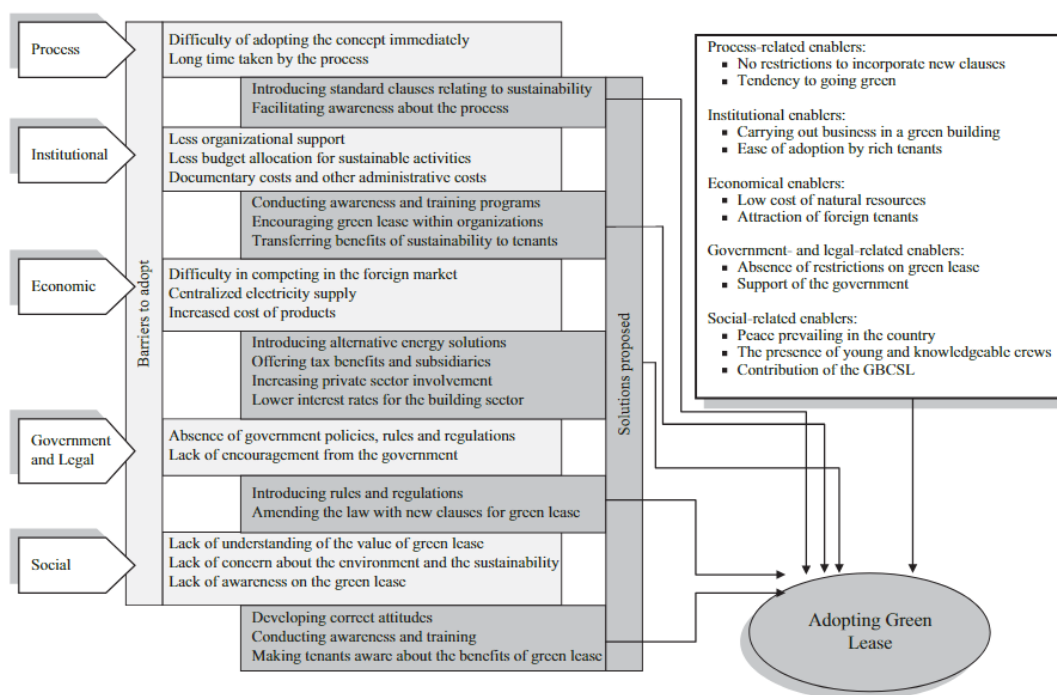 Process
Difficulty of adopting the concept immediately
Long time taken by the process
Introducing standard clauses relating to sustainability
Facilitating awareness about the process
Institutional
Less organizational support
Less budget allocation for sustainable activities
Documentary costs and other administrative costs
Conducting awareness and training programs
Encouraging green lease within organizations
Transferring benefits of sustainability to tenants
Economic
Difficulty in competing in the foreign market
Centralized electricity supply
Increased cost of products
Introducing alternative energy solutions
Offering tax benefits and subsidiaries
Increasing private sector involvement
Lower interest rates for the building sector
Government
and Legal
Absence of government policies, rules and regulations
Lack of encouragement from the government
Introducing rules and regulations
Amending the law with new clauses for green lease
Social
Lack of understanding of the value of green lease
Lack of concern about the environment and the sustainability
Lack of awareness on the green lease
Developing correct attitudes
Conducting awareness and training
Making tenants aware about the benefits of green lease
Barriers to adopt
Solutions proposed
Process-related enablers:
▪ No restrictions to incorporate new clauses
▪ Tendency to going green
Institutional enablers:
▪ Carrying out business in a green building
▪ Ease of adoption by rich tenants
Economical enablers:
▪ Low cost of natural resources
▪ Attraction of foreign tenants
Government- and legal-related enablers:
▪ Absence of restrictions on green lease
▪ Support of the government
Social-related enablers:
▪ Peace prevailing in the country
▪ The presence of young and knowledgeable crews
▪ Contribution of the GBCSL
Adopting Green
Lease